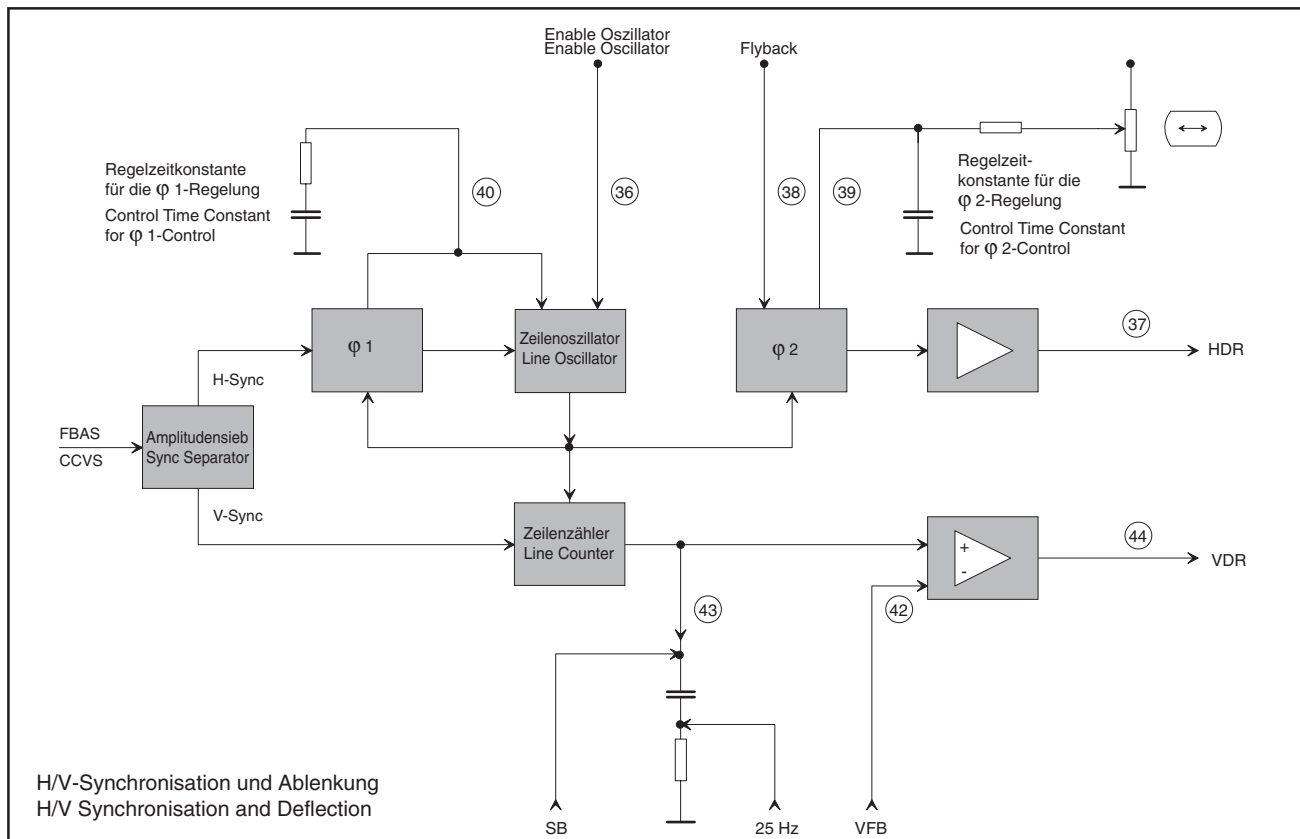 Enable Oszillator
Enable Oscillator
Flyback
Regelzeitkonstante
für die φ 1-Regelung
Control Time Constant
for φ 1-Control
40
36
38
39
Regelzeit-
konstante für die
φ 2-Regelung
Control Time Constant
for φ 2-Control
φ 1
Zeilenoszillator
Line Oscillator
φ 2
37
HDR
H-Sync
FBAS
CCVS
Amplitudensieb
Sync Separator
V-Sync
Zeilenzähler
Line Counter
+
-
44
VDR
43
42
H/V-Synchronisation und Ablenkung
H/V Synchronisation and Deflection
SB
25 Hz
VFB